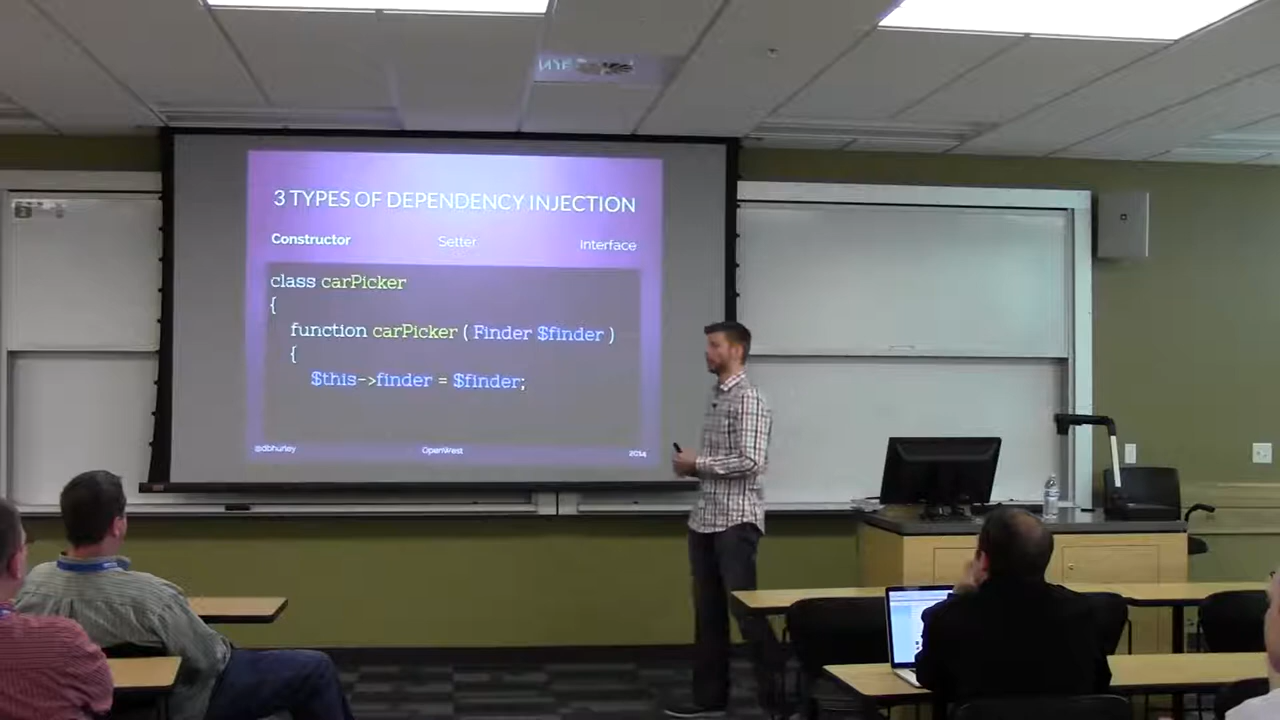 3 TYPES OF DEPENDENCY INJECTION
Constructor Setter Interface
class carPicker
{
function carPicker ( Finder $finder )
{
$this->finder = $finder;
@dbhurley OpenWest 2014